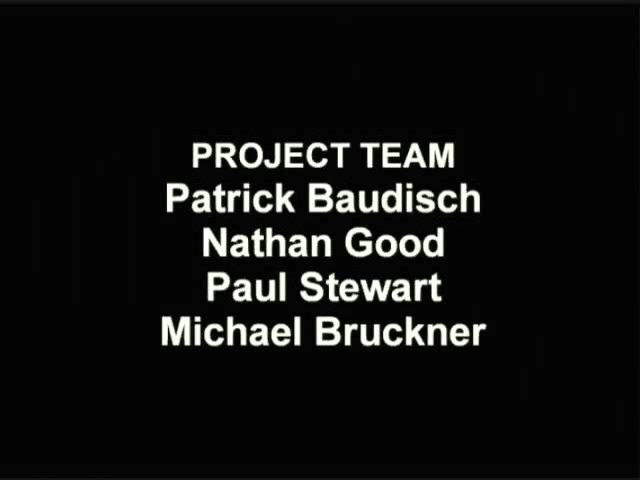 PROJECT TEAM
Patrick Baudisch
Nathan Good
Paul Stewart
Michael Bruckner